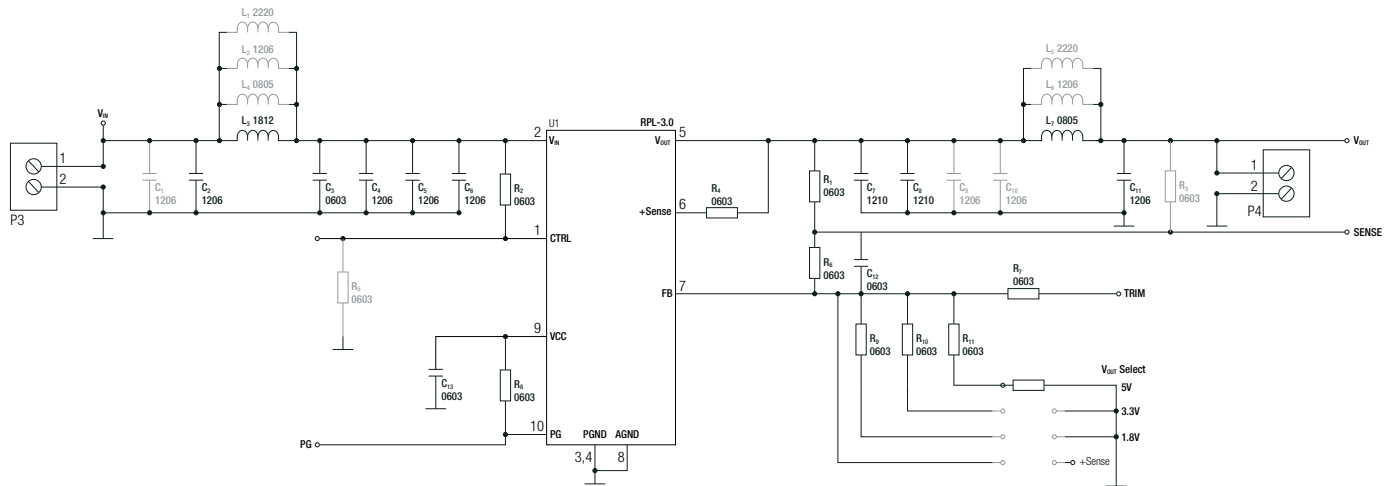 L₁ 2220
L₂ 1206
L₄ 0805
L₃ 1812
V_IN
1
2
P3
C₁
1206
C₂
1206
C₃
0603
C₄
1206
C₅
1206
C₆
1206
R₂
0603
R₅
0603
C₁₃
0603
R₈
0603
PG
U1
RPL-3.0
2
V_IN
V_OUT
5
+Sense
6
1
CTRL
FB
7
9
VCC
10
PG
PGND
AGND
3,4
8
R₄
0603
R₁
0603
R₆
0603
C₇
1210
C₈
1210
C₉
1206
C₁₀
1206
L₅ 2220
L₆ 1206
L₇ 0805
C₁₁
1206
R₃
0603
1
2
P4
V_OUT
SENSE
C₁₂
0603
R₇
0603
TRIM
R₉
0603
R₁₀
0603
R₁₁
0603
V_OUT Select
5V
3.3V
1.8V
+Sense